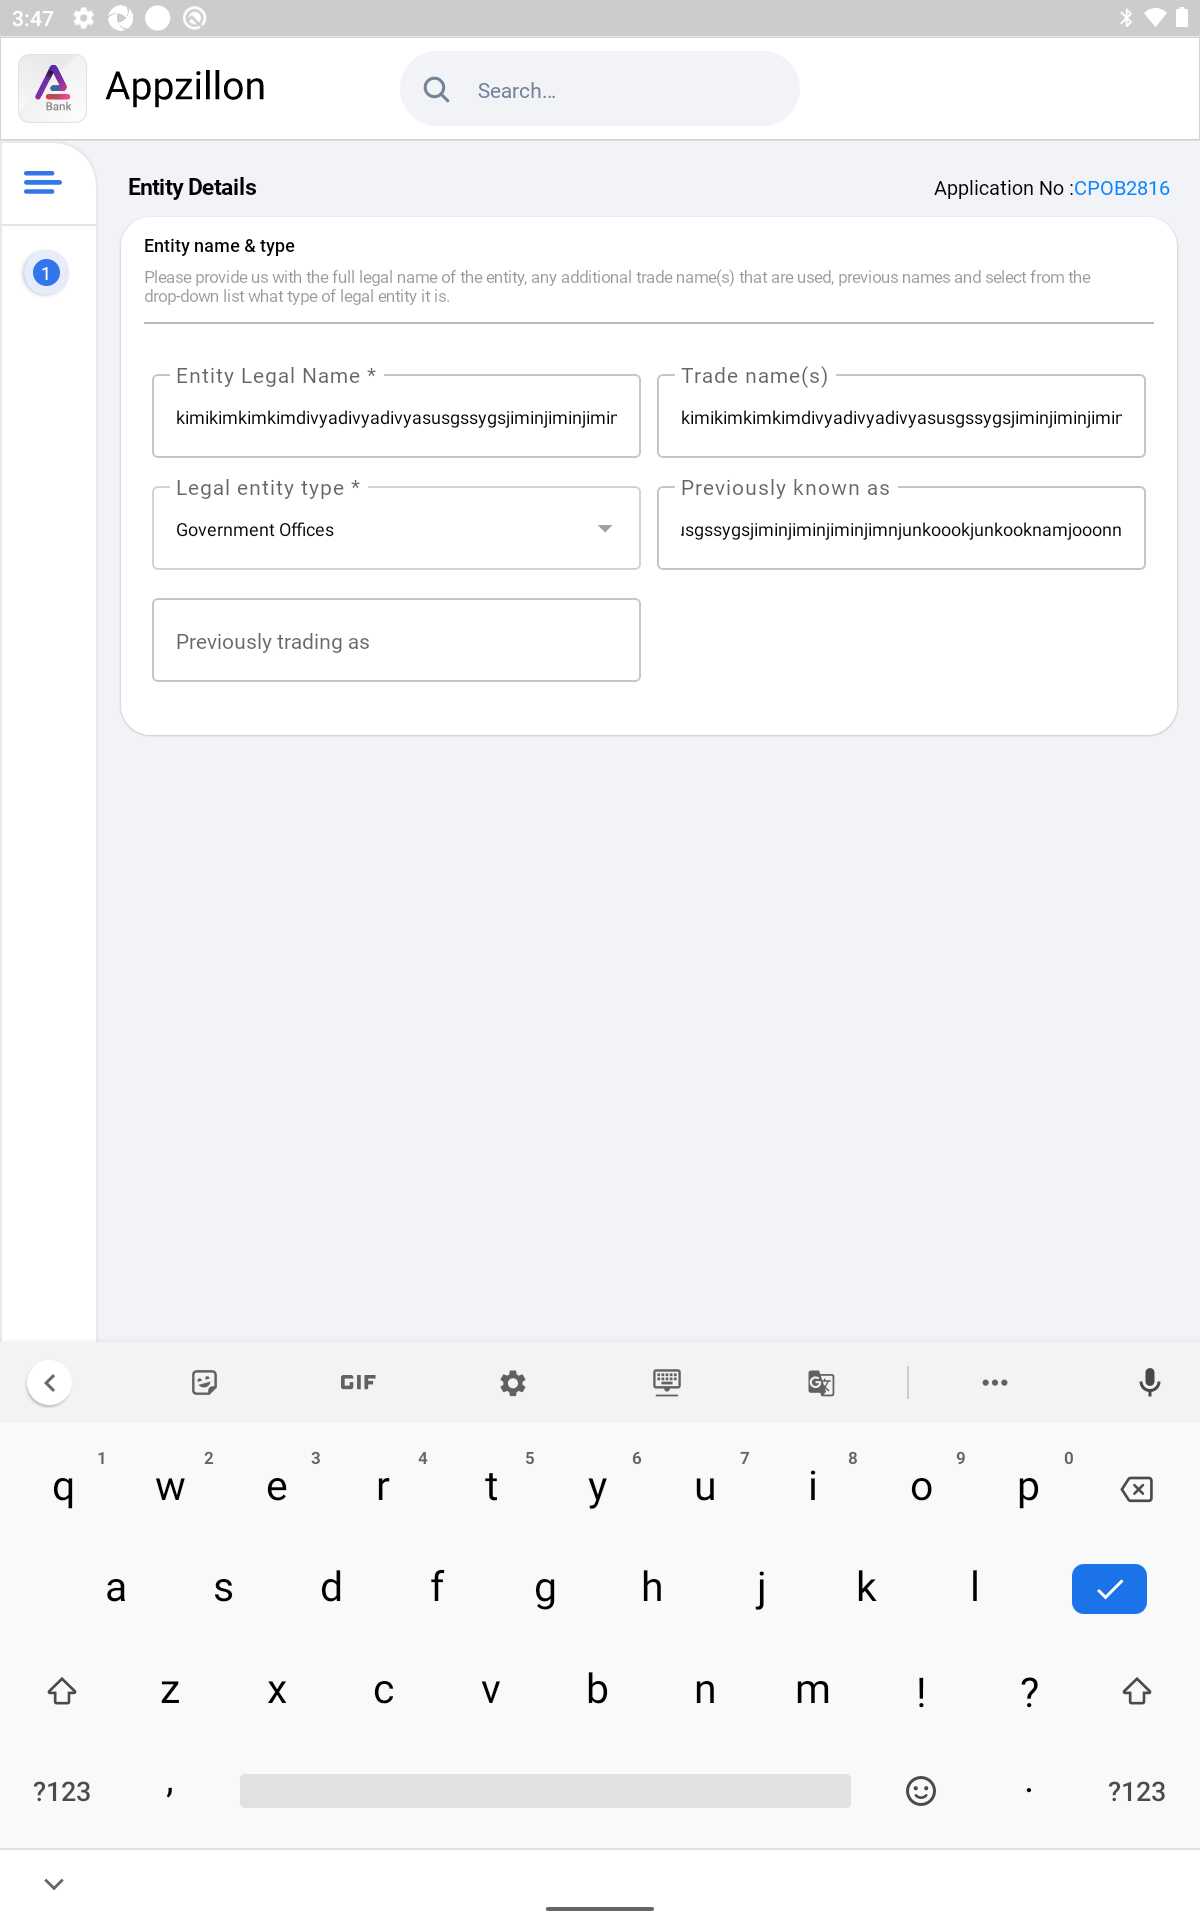 3:47
Bank
Appzillon
Search...
Entity Details
Application No :CPOB2816
1
Entity name & type
Please provide us with the full legal name of the entity, any additional trade name(s) that are used, previous names and select from the
drop-down list what type of legal entity it is.
Entity Legal Name *
kimikimkimkimdivyadivyadivyasusgssygsjiminjiminjimin
Trade name(s)
kimikimkimkimdivyadivyadivyasusgssygsjiminjiminjimin
Legal entity type *
Government Offices
Previously known as
usgssygsjiminjiminjiminjimnjunkoookjunkooknamjooonn
Previously trading as
GIF
G
1 2 3 4 5 6 7 8 9 0
q w e r t y u i o p
a s d f g h j k l
z x c v b n m ! ?
?123 , . ?123